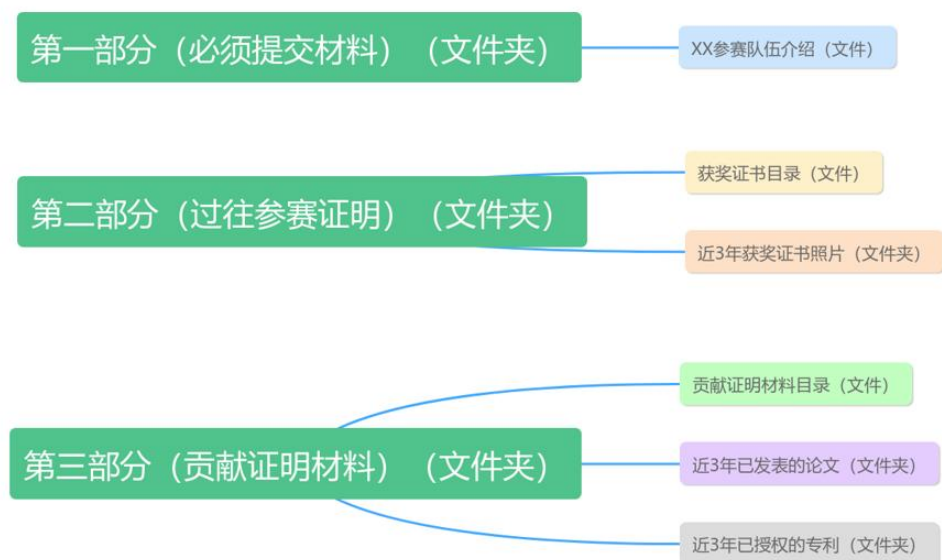 第一部分（必须提交材料）（文件夹）
XX参赛队伍介绍（文件）
第二部分（过往参赛证明）（文件夹）
获奖证书目录（文件）
近3年获奖证书照片（文件夹）
第三部分（贡献证明材料）（文件夹）
贡献证明材料目录（文件）
近3年已发表的论文（文件夹）
近3年已授权的专利（文件夹）